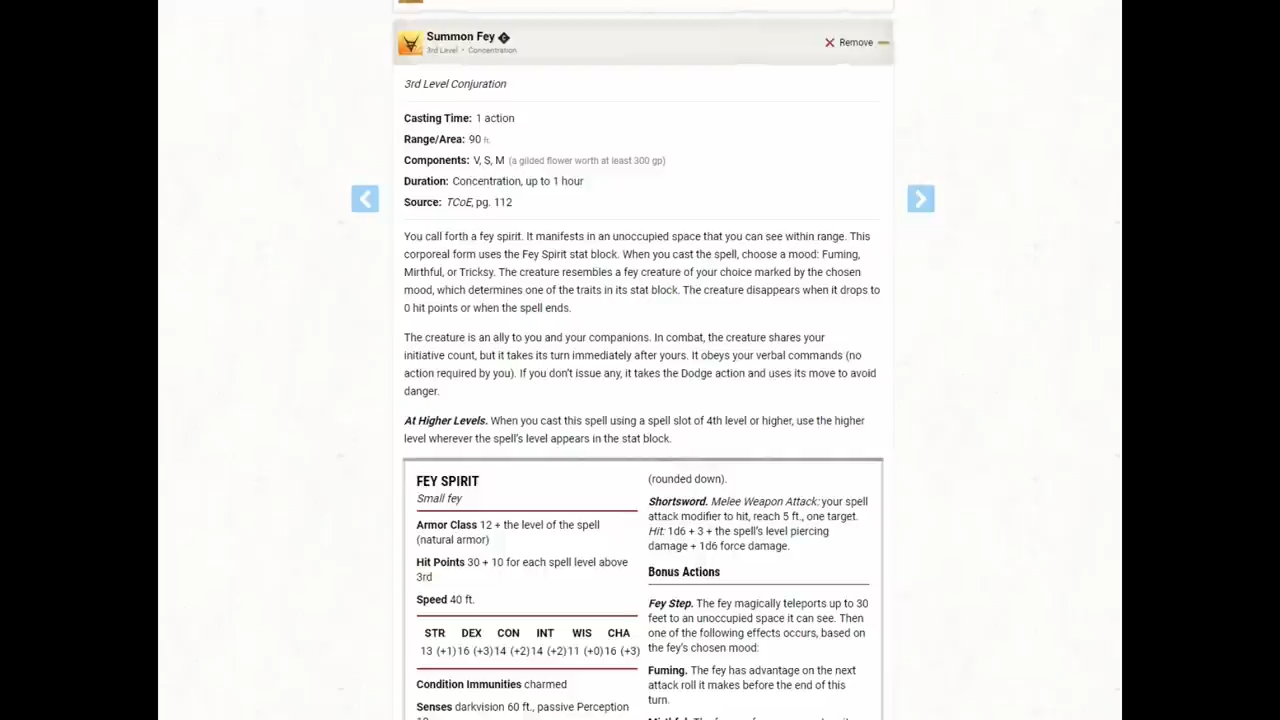 Summon Fey
3rd Level • Concentration
Remove
3rd Level Conjuration
Casting Time: 1 action
Range/Area: 90 ft.
Components: V, S, M (a gilded flower worth at least 300 gp)
Duration: Concentration, up to 1 hour
Source: TCoE, pg. 112
You call forth a fey spirit. It manifests in an unoccupied space that you can see within range. This
corporeal form uses the Fey Spirit stat block. When you cast the spell, choose a mood: Fuming,
Mirthful, or Tricksy. The creature resembles a fey creature of your choice marked by the chosen
mood, which determines one of the traits in its stat block. The creature disappears when it drops to
0 hit points or when the spell ends.
The creature is an ally to you and your companions. In combat, the creature shares your
initiative count, but it takes its turn immediately after yours. It obeys your verbal commands (no
action required by you). If you don't issue any, it takes the Dodge action and uses its move to avoid
danger.
At Higher Levels. When you cast this spell using a spell slot of 4th level or higher, use the higher
level wherever the spell's level appears in the stat block.
FEY SPIRIT
Small fey
Armor Class 12 + the level of the spell
(natural armor)
Hit Points 30 + 10 for each spell level above
3rd
Speed 40 ft.
STR DEX CON INT WIS CHA
13 (+1) 16 (+3) 14 (+2) 14 (+2) 11 (+0) 16 (+3)
Condition Immunities charmed
Senses darkvision 60 ft., passive Perception
(rounded down).
Shortsword. Melee Weapon Attack: your spell
attack modifier to hit, reach 5 ft., one target.
Hit: 1d6 + 3 + the spell's level piercing
damage + 1d6 force damage.
Bonus Actions
Fey Step. The fey magically teleports up to 30
feet to an unoccupied space it can see. Then
one of the following effects occurs, based on
the fey's chosen mood:
Fuming. The fey has advantage on the next
attack roll it makes before the end of this
turn.